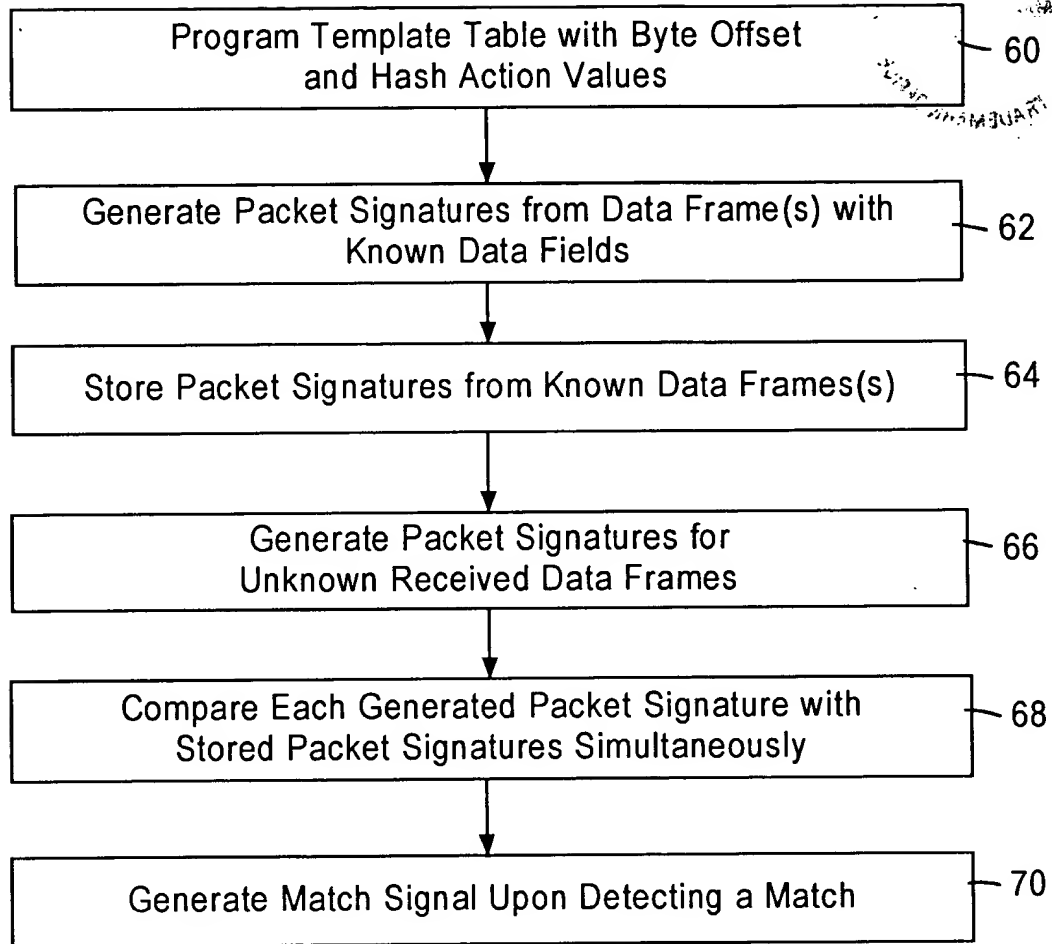 Program Template Table with Byte Offset
and Hash Action Values
60
Generate Packet Signatures from Data Frame(s) with
Known Data Fields
62
Store Packet Signatures from Known Data Frames(s)
64
Generate Packet Signatures for
Unknown Received Data Frames
66
Compare Each Generated Packet Signature with
Stored Packet Signatures Simultaneously
68
Generate Match Signal Upon Detecting a Match
70